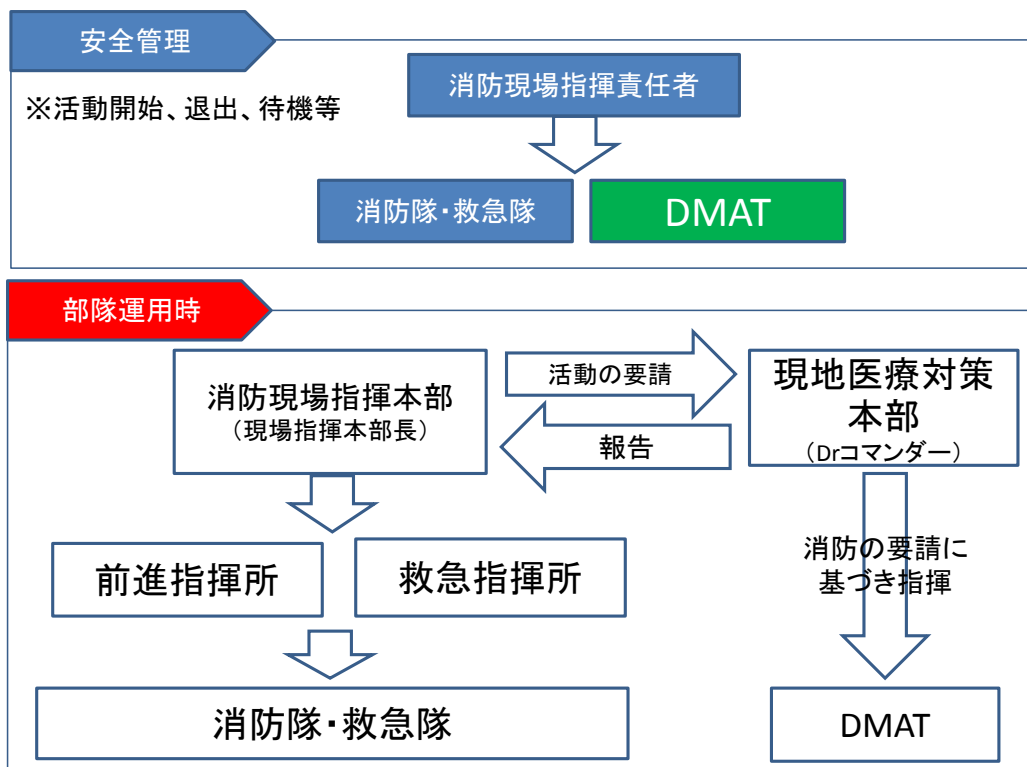 安全管理
※活動開始、退出、待機等
消防現場指揮責任者
消防隊・救急隊
DMAT
部隊運用時
消防現場指揮本部
（現場指揮本部長）
活動の要請
報告
現地医療対策
本部
（Drコマンダー）
前進指揮所
救急指揮所
消防の要請に
基づき指揮
消防隊・救急隊
DMAT